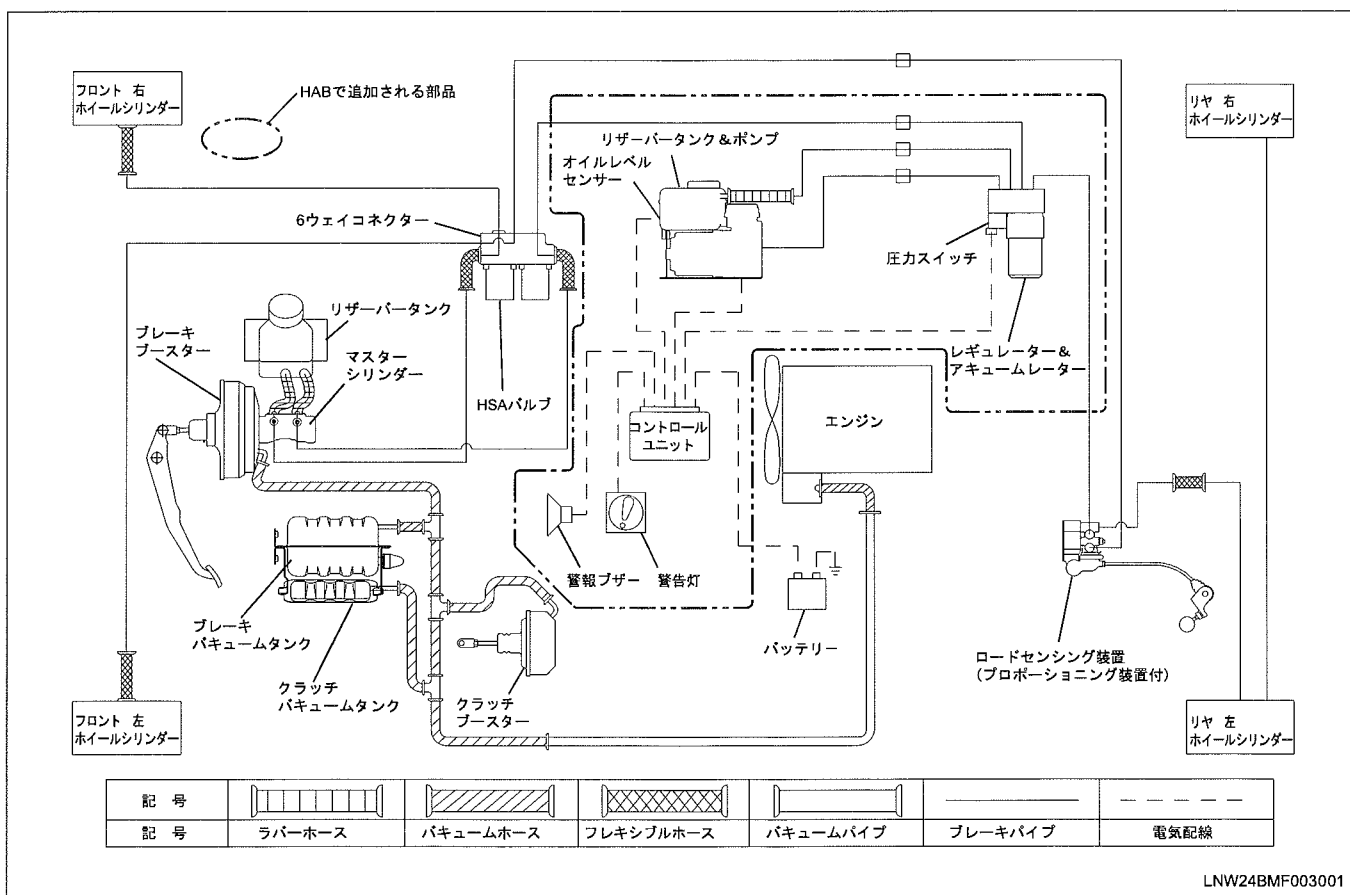 フロント 右
ホイールシリンダー
HABで追加される部品
リヤ 右
ホイールシリンダー
リザーバータンク&ポンプ
オイルレベル
センサー
6ウェイコネクター
圧力スイッチ
リザーバータンク
ブレーキ
ブースター
マスター
シリンダー
レギュレーター&
アキュームレーター
HSAバルブ
コントロール
ユニット
エンジン
警報ブザー
警告灯
バッテリー
ブレーキ
バキュームタンク
クラッチ
バキュームタンク
クラッチ
ブースター
ロードセンシング装置
(プロポーショニング装置付)
フロント 左
ホイールシリンダー
リヤ 左
ホイールシリンダー
記 号
記 号 ラバーホース バキュームホース フレキシブルホース バキュームパイプ ブレーキパイプ 電気配線
LNW24BMF003001